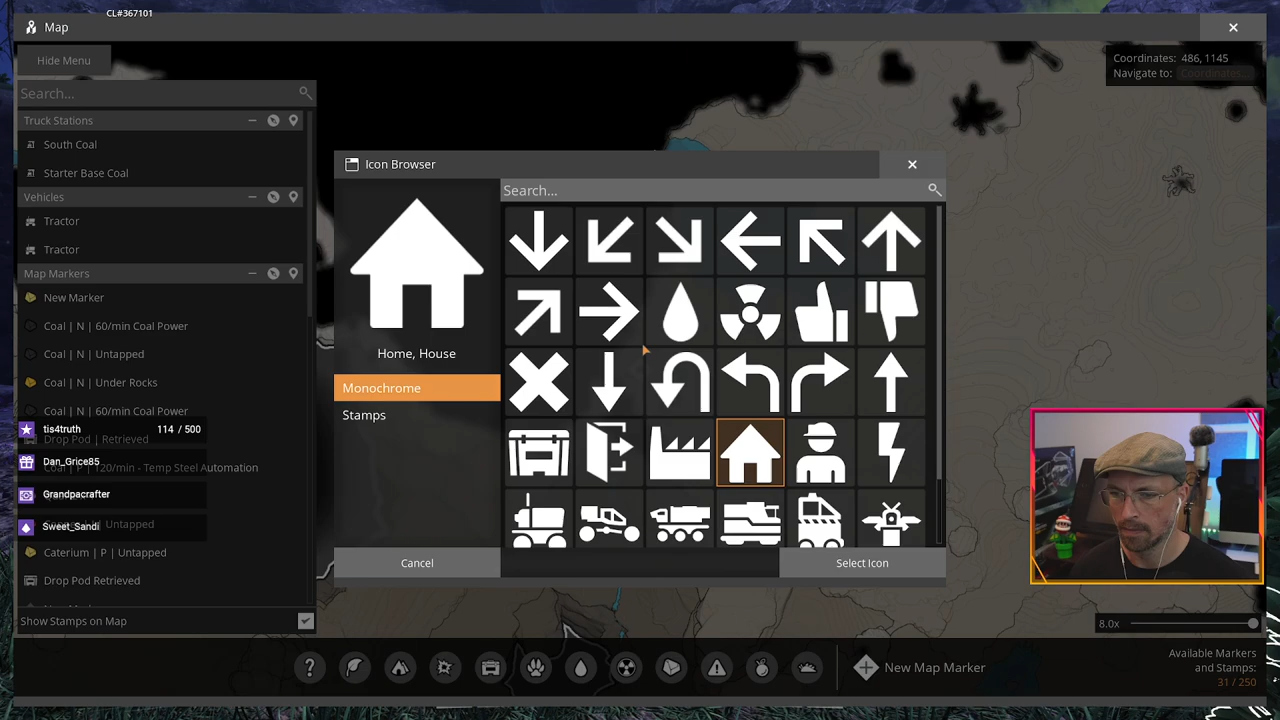 CL#367101
Map
Hide Menu
Coordinates: 486, 1145
Navigate to: Coordinates...
Search...
Truck Stations
South Coal
Starter Base Coal
Vehicles
Tractor
Tractor
Map Markers
New Marker
Coal | N | 60/min Coal Power
Coal | N | Untapped
Coal | N | Under Rocks
Coal | N | 60/min Coal Power
tis4truth 114 / 500
Drop Pod | Retrieved
Dan_Grice85
Coal | P | 120/min - Temp Steel Automation
Grandpacrafter
Sweet_Sandi
Untapped
Caterium | P | Untapped
Drop Pod Retrieved
Show Stamps on Map
Icon Browser
Search...
Home, House
Monochrome
Stamps
Cancel
Select Icon
8.0x
New Map Marker
Available Markers
and Stamps:
31 / 250